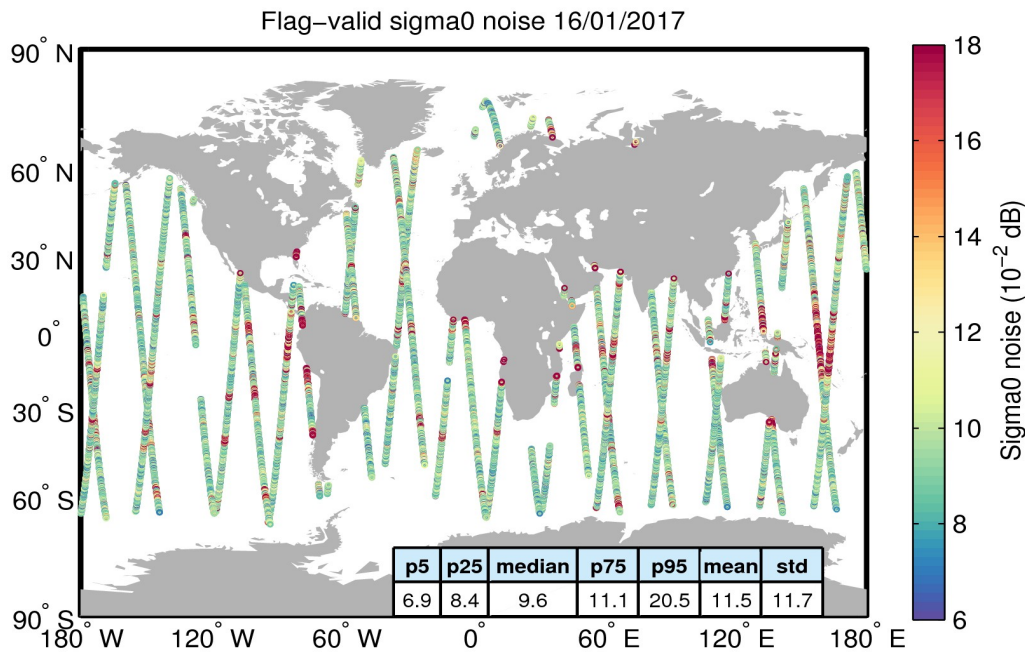 Flag−valid sigma0 noise 16/01/2017
90° N
60° N
30° N
0°
30° S
60° S
90° S
180° W
120° W
60° W
0°
60° E
120° E
180° E
p5 p25 median p75 p95 mean std
6.9 8.4 9.6 11.1 20.5 11.5 11.7
18
16
14
12
10
8
6
Sigma0 noise (10⁻² dB)